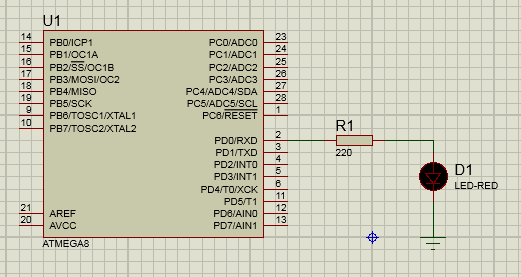 U1
14 PB0/ICP1 PC0/ADC0 23
15 PB1/OC1A PC1/ADC1 24
16 PB2/SS/OC1B PC2/ADC2 25
17 PB3/MOSI/OC2 PC3/ADC3 26
18 PB4/MISO PC4/ADC4/SDA 27
19 PB5/SCK PC5/ADC5/SCL 28
9 PB6/TOSC1/XTAL1 PC6/RESET 1
10 PB7/TOSC2/XTAL2
PD0/RXD 2
PD1/TXD 3
PD2/INT0 4
PD3/INT1 5
PD4/T0/XCK 6
PD5/T1 11
21 AREF PD6/AIN0 12
20 AVCC PD7/AIN1 13
ATMEGA8
R1
220
D1
LED-RED